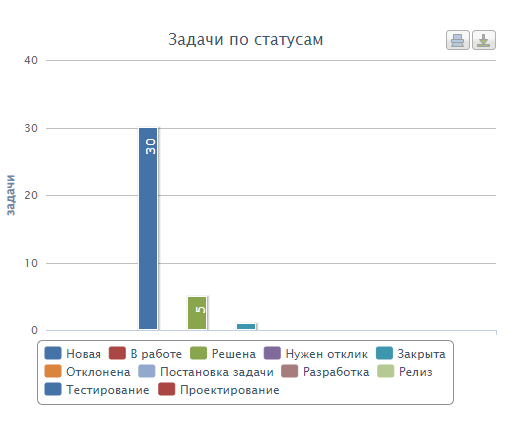 Задачи по статусам
40
30
20
10
0
задачи
30
5
Новая В работе Решена Нужен отклик Закрыта
Отклонена Постановка задачи Разработка Релиз
Тестирование Проектирование